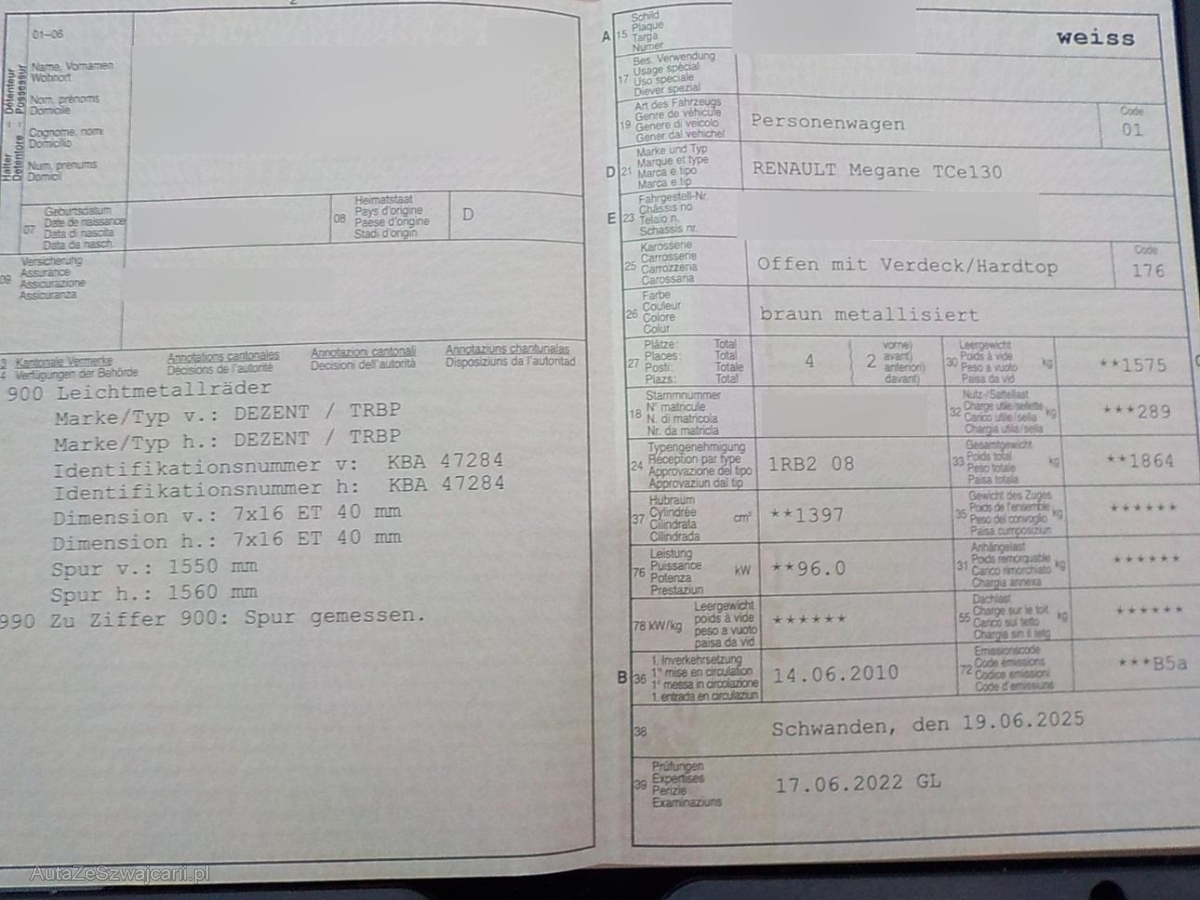 01–06
Halter Détenteur
Detentore Possessur
Name, Vornamen
Wohnort
Nom, prénoms
Domicile
Cognome, nomi
Domicilio
Num, prenums
Domicil
07
Geburtsdatum
Date de naissance
Data di nascita
Data da nasch.
08
Heimatstaat
Pays d'origine
Paese d'origine
Stadi d'origin
D
09
Versicherung
Assurance
Assicurazione
Assicuranza
Kantonale Vermerke
Verfügungen der Behörde
Annotations cantonales
Décisions de l'autorité
Annotazioni cantonali
Decisioni dell'autorità
Annotaziuns chantunalas
Disposiziuns da l'autoritad
900 Leichtmetallräder
Marke/Typ v.: DEZENT / TRBP
Marke/Typ h.: DEZENT / TRBP
Identifikationsnummer v: KBA 47284
Identifikationsnummer h: KBA 47284
Dimension v.: 7x16 ET 40 mm
Dimension h.: 7x16 ET 40 mm
Spur v.: 1550 mm
Spur h.: 1560 mm
990 Zu Ziffer 900: Spur gemessen.
A 15
Schild
Plaque
Targa
Numer
weiss
17
Bes. Verwendung
Usage spécial
Uso speciale
Diever spezial
19
Art des Fahrzeugs
Genre de véhicule
Genere di veicolo
Gener dal vehichel
Personenwagen
Code
01
D 21
Marke und Typ
Marque et type
Marca e tipo
Marca e tip
RENAULT Megane TCe130
E 23
Fahrgestell-Nr.
Châssis no
Telaio n.
Schassis nr.
25
Karosserie
Carrosserie
Carrozzeria
Carossaria
Offen mit Verdeck/Hardtop
Code
176
26
Farbe
Couleur
Colore
Colur
braun metallisiert
27
Plätze: Total
Places: Total
Posti: Totale
Plazs: Total
4
2
vorne)
avant)
anteriori)
davant)
30
Leergewicht
Poids à vide
Peso a vuoto
Paisa da vid
kg
**1575
18
Stammnummer
N° matricule
N. di matricola
Nr. da matricla
32
Nutz-/Sattellast
Charge utile/sellette
Carico utile/sella
Chargia utila/sella
kg
***289
24
Typengenehmigung
Réception par type
Approvazione del tipo
Approvaziun dal tip
1RB2 08
33
Gesamtgewicht
Poids total
Peso totale
Paisa totala
kg
**1864
37
Hubraum
Cylindrée
Cilindrata
Cilindrada
cm³
**1397
35
Gewicht des Zuges
Poids de l'ensemble
Peso del convoglio
Paisa cumposiziun
kg
******
76
Leistung
Puissance
Potenza
Prestaziun
kW
**96.0
31
Anhängelast
Poids remorquable
Carico rimorchiato
Chargia annexa
kg
******
78 kW/kg
Leergewicht
poids à vide
peso a vuoto
paisa da vid
******
55
Dachlast
Charge sur le toit
Carico sul tetto
Chargia sin il tetg
kg
******
B 36
1. Inverkehrsetzung
1re mise en circulation
1a messa in circolazione
1. entrada en circulaziun
14.06.2010
72
Emissionscode
Code émissions
Codice emissioni
Code d'emissiuns
***B5a
38
Schwanden, den 19.06.2025
39
Prüfungen
Expertises
Perizie
Examinaziuns
17.06.2022 GL
AutaZeSzwajcarii.pl